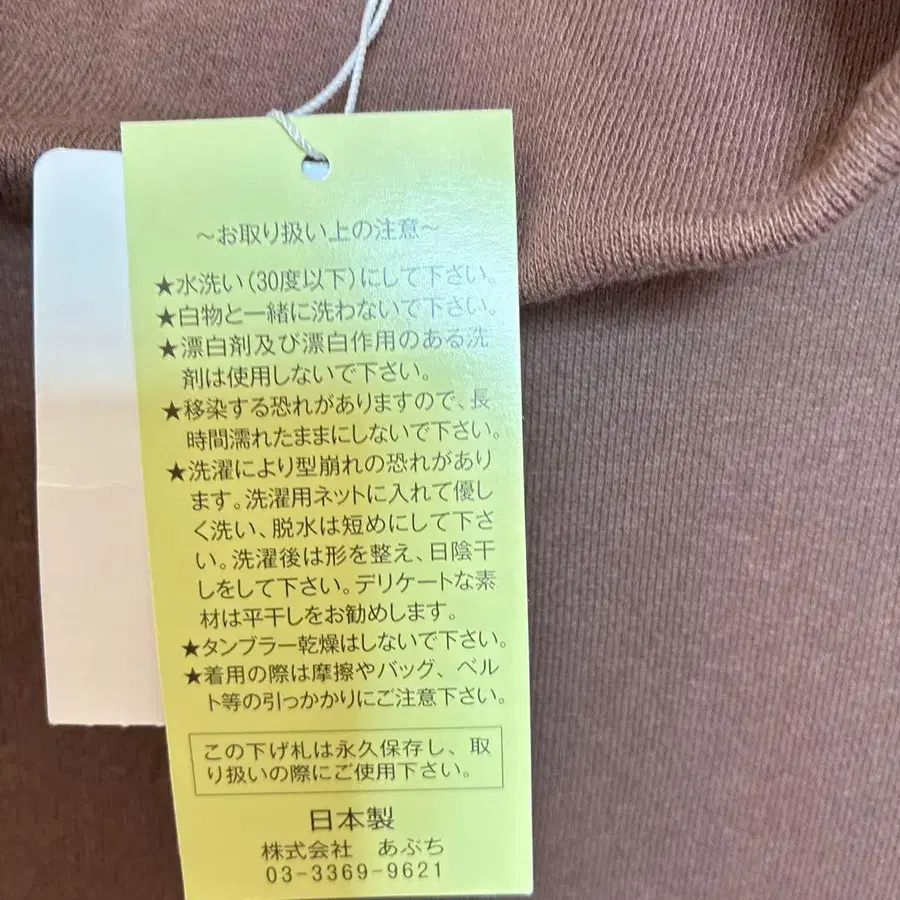 ～お取り扱い上の注意～
★水洗い(30度以下)にして下さい。
★白物と一緒に洗わないで下さい。
★漂白剤及び漂白作用のある洗
剤は使用しないで下さい。
★移染する恐れがありますので、長
時間濡れたままにしないで下さい。
★洗濯により型崩れの恐れがあり
ます。洗濯用ネットに入れて優し
く洗い、脱水は短めにして下さ
い。洗濯後は形を整え、日陰干
しをして下さい。デリケートな素
材は平干しをお勧めします。
★タンブラー乾燥はしないで下さい。
★着用の際は摩擦やバッグ、ベル
ト等の引っかかりにご注意下さい。
この下げ札は永久保存し、取
り扱いの際にご使用下さい。
日本製
株式会社　あぶち
03-3369-9621